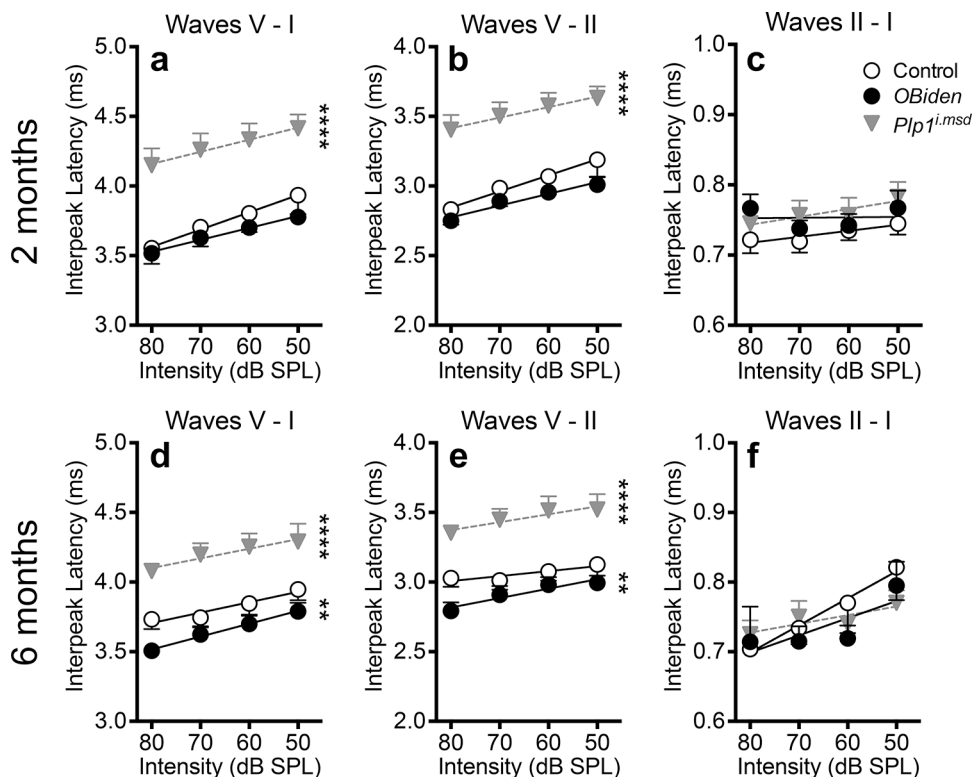 Waves V - I
Waves V - II
Waves II - I
2 months
a
Interpeak Latency (ms)
5.0
4.5
4.0
3.5
3.0
****
80 70 60 50
Intensity (dB SPL)
b
Interpeak Latency (ms)
4.0
3.5
3.0
2.5
2.0
****
80 70 60 50
Intensity (dB SPL)
c
Interpeak Latency (ms)
1.0
0.9
0.8
0.7
0.6
Control
OBiden
Plp1i.msd
80 70 60 50
Intensity (dB SPL)
Waves V - I
Waves V - II
Waves II - I
6 months
d
Interpeak Latency (ms)
5.0
4.5
4.0
3.5
3.0
****
**
80 70 60 50
Intensity (dB SPL)
e
Interpeak Latency (ms)
4.0
3.5
3.0
2.5
2.0
****
**
80 70 60 50
Intensity (dB SPL)
f
Interpeak Latency (ms)
1.0
0.9
0.8
0.7
0.6
80 70 60 50
Intensity (dB SPL)